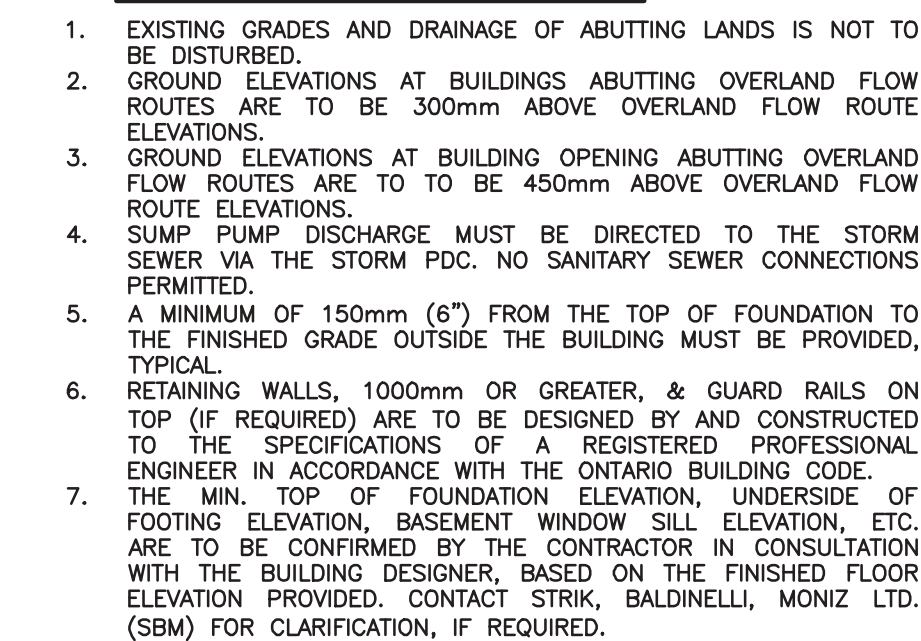 1. EXISTING GRADES AND DRAINAGE OF ABUTTING LANDS IS NOT TO
BE DISTURBED.
2. GROUND ELEVATIONS AT BUILDINGS ABUTTING OVERLAND FLOW
ROUTES ARE TO BE 300mm ABOVE OVERLAND FLOW ROUTE
ELEVATIONS.
3. GROUND ELEVATIONS AT BUILDING OPENING ABUTTING OVERLAND
FLOW ROUTES ARE TO TO BE 450mm ABOVE OVERLAND FLOW
ROUTE ELEVATIONS.
4. SUMP PUMP DISCHARGE MUST BE DIRECTED TO THE STORM
SEWER VIA THE STORM PDC. NO SANITARY SEWER CONNECTIONS
PERMITTED.
5. A MINIMUM OF 150mm (6") FROM THE TOP OF FOUNDATION TO
THE FINISHED GRADE OUTSIDE THE BUILDING MUST BE PROVIDED,
TYPICAL.
6. RETAINING WALLS, 1000mm OR GREATER, & GUARD RAILS ON
TOP (IF REQUIRED) ARE TO BE DESIGNED BY AND CONSTRUCTED
TO THE SPECIFICATIONS OF A REGISTERED PROFESSIONAL
ENGINEER IN ACCORDANCE WITH THE ONTARIO BUILDING CODE.
7. THE MIN. TOP OF FOUNDATION ELEVATION, UNDERSIDE OF
FOOTING ELEVATION, BASEMENT WINDOW SILL ELEVATION, ETC.
ARE TO BE CONFIRMED BY THE CONTRACTOR IN CONSULTATION
WITH THE BUILDING DESIGNER, BASED ON THE FINISHED FLOOR
ELEVATION PROVIDED. CONTACT STRIK, BALDINELLI, MONIZ LTD.
(SBM) FOR CLARIFICATION, IF REQUIRED.